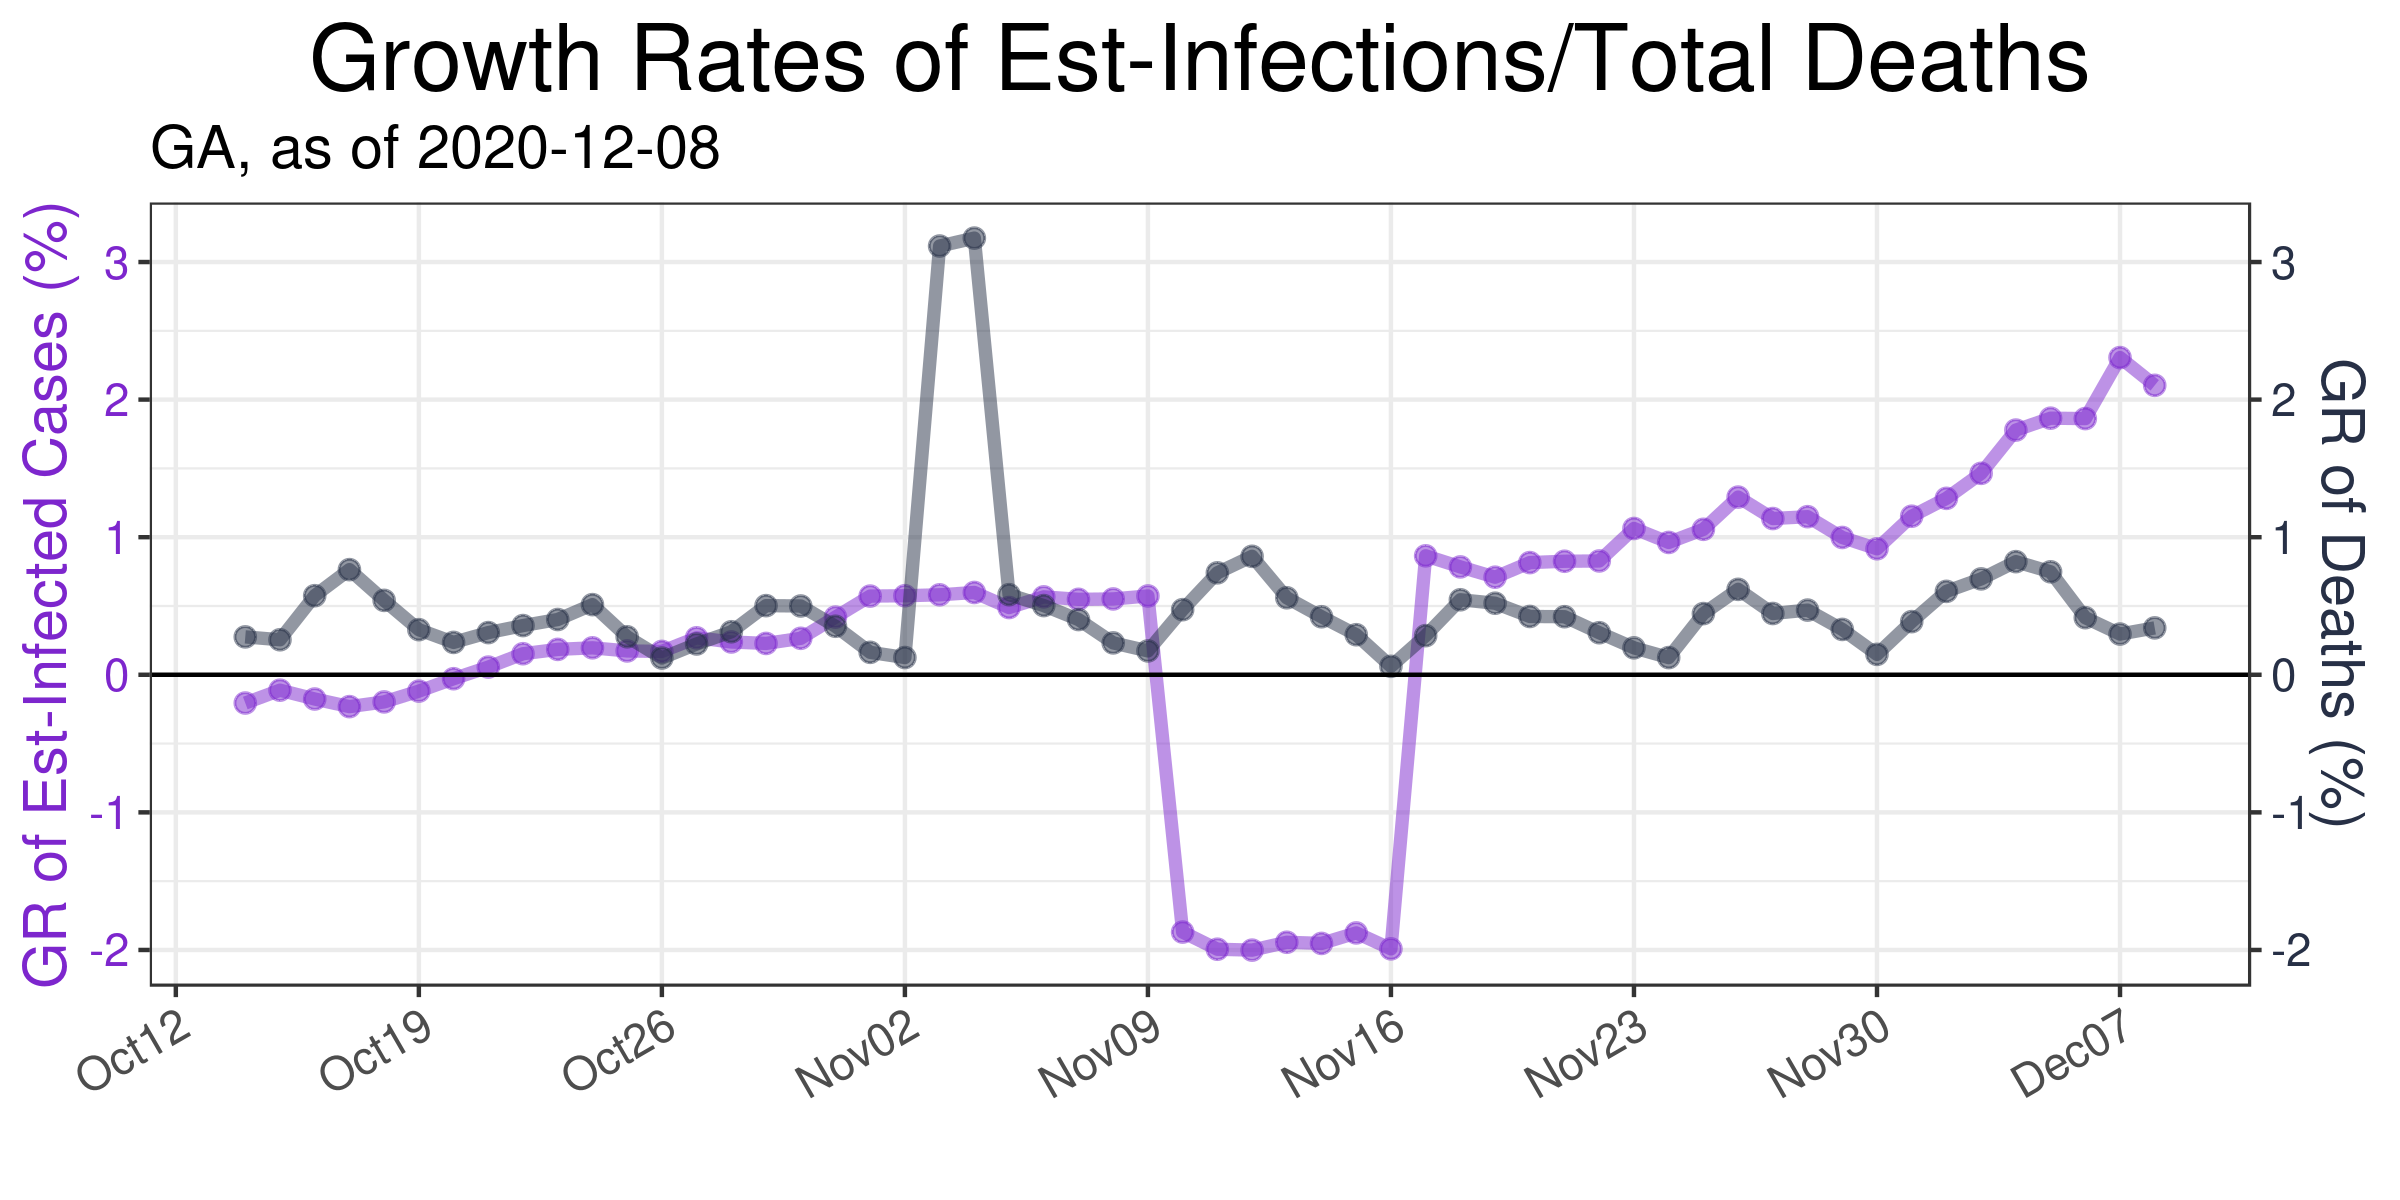 Growth Rates of Est-Infections/Total Deaths
GA, as of 2020-12-08
GR of Est-Infected Cases (%)
3
2
1
0
-1
-2
3
2
1
0
-1
-2
GR of Deaths (%)
Oct12
Oct19
Oct26
Nov02
Nov09
Nov16
Nov23
Nov30
Dec07